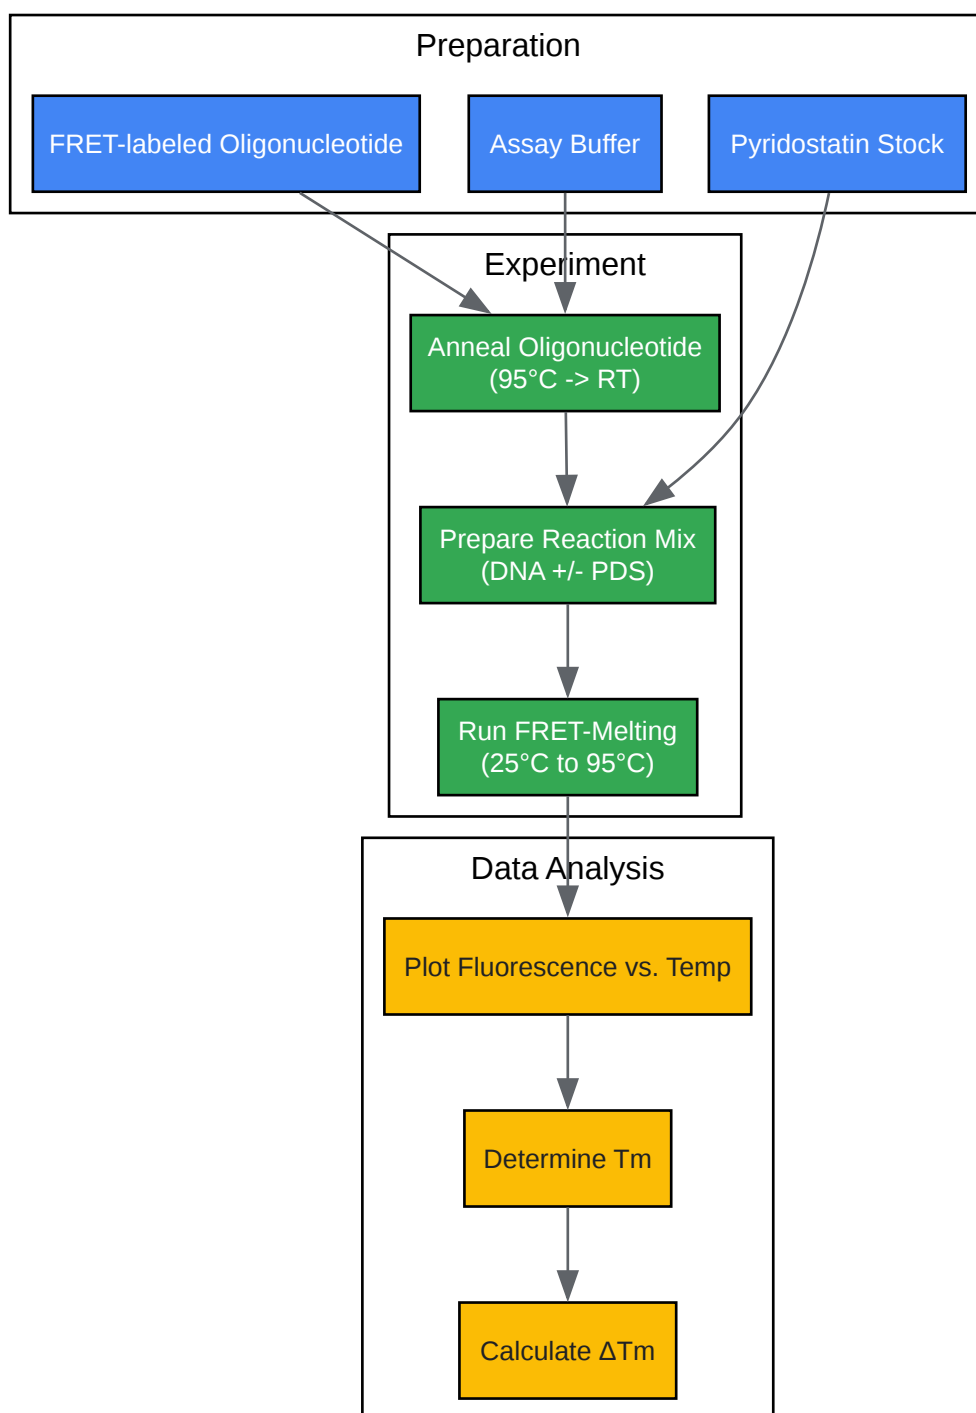 Preparation
FRET-labeled Oligonucleotide
Assay Buffer
Pyridostatin Stock
Experiment
Anneal Oligonucleotide
(95°C -> RT)
Prepare Reaction Mix
(DNA +/- PDS)
Run FRET-Melting
(25°C to 95°C)
Data Analysis
Plot Fluorescence vs. Temp
Determine Tm
Calculate ΔTm